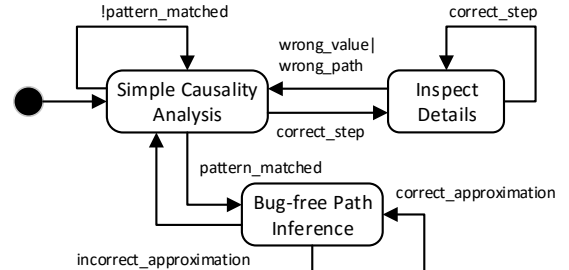 !pattern_matched
correct_step
wrong_value|
wrong_path
Simple Causality
Analysis
Inspect
Details
correct_step
pattern_matched
Bug-free Path
Inference
correct_approximation
incorrect_approximation